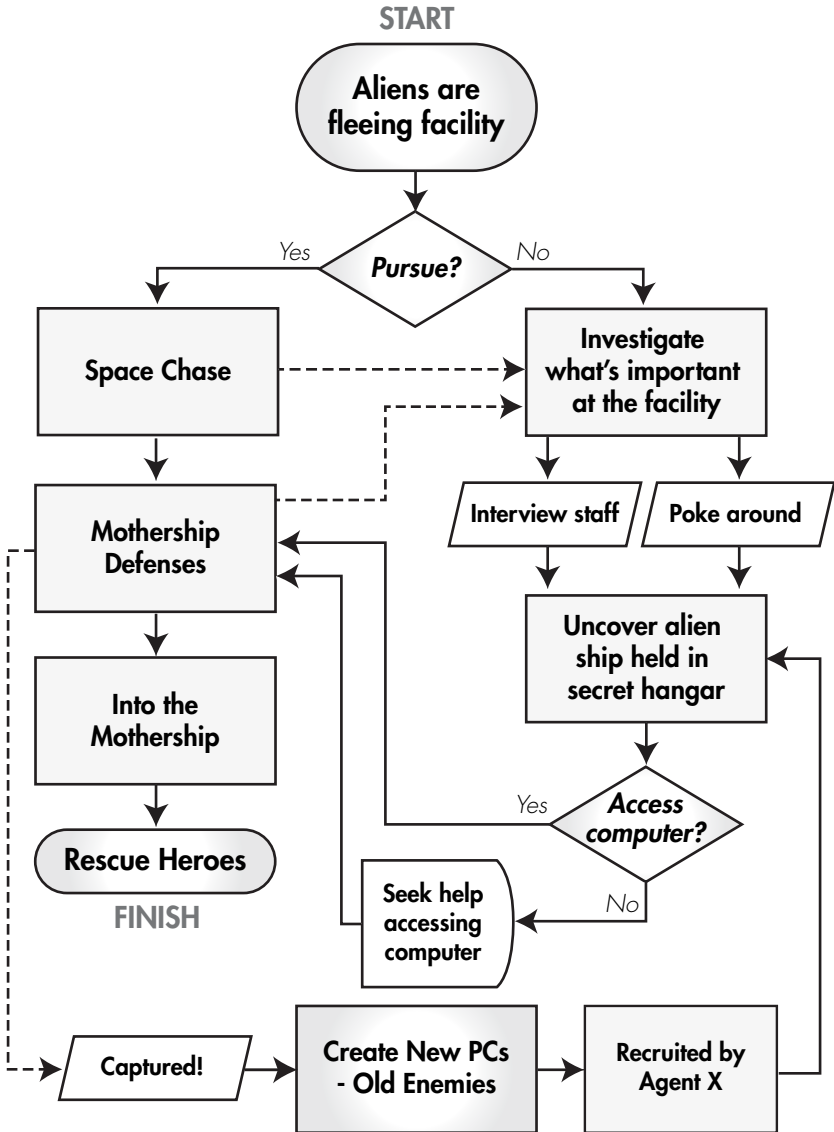 START
Aliens are
fleeing facility
Pursue?
Yes
No
Space Chase
Investigate
what's important
at the facility
Interview staff
Poke around
Mothership
Defenses
Uncover alien
ship held in
secret hangar
Into the
Mothership
Yes
Access
computer?
No
Rescue Heroes
FINISH
Seek help
accessing
computer
Captured!
Create New PCs
- Old Enemies
Recruited by
Agent X